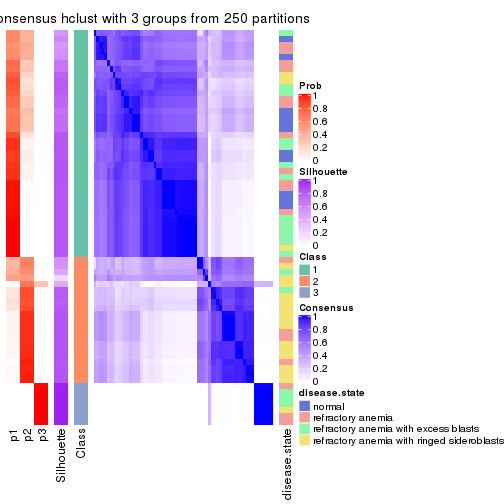 onsensus hclust with 3 groups from 250 partitions
Prob
1
0.8
0.6
0.4
0.2
0
Silhouette
1
0.8
0.6
0.4
0.2
0
Class
1
2
3
Consensus
1
0.8
0.6
0.4
0.2
0
disease.state
normal
refractory anemia
refractory anemia with excess blasts
refractory anemia with ringed sideroblasts
p1
p2
p3
Silhouette
Class
disease.state